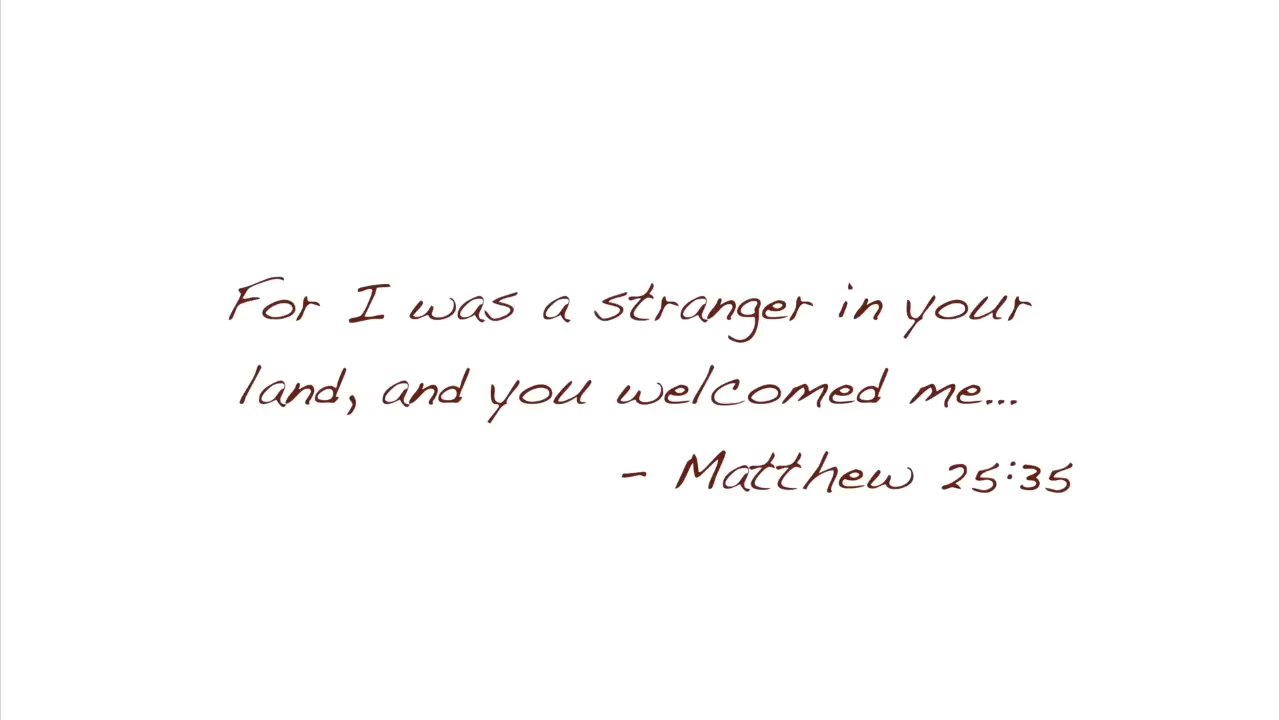 For I was a stranger in your
land, and you welcomed me...
- Matthew 25:35